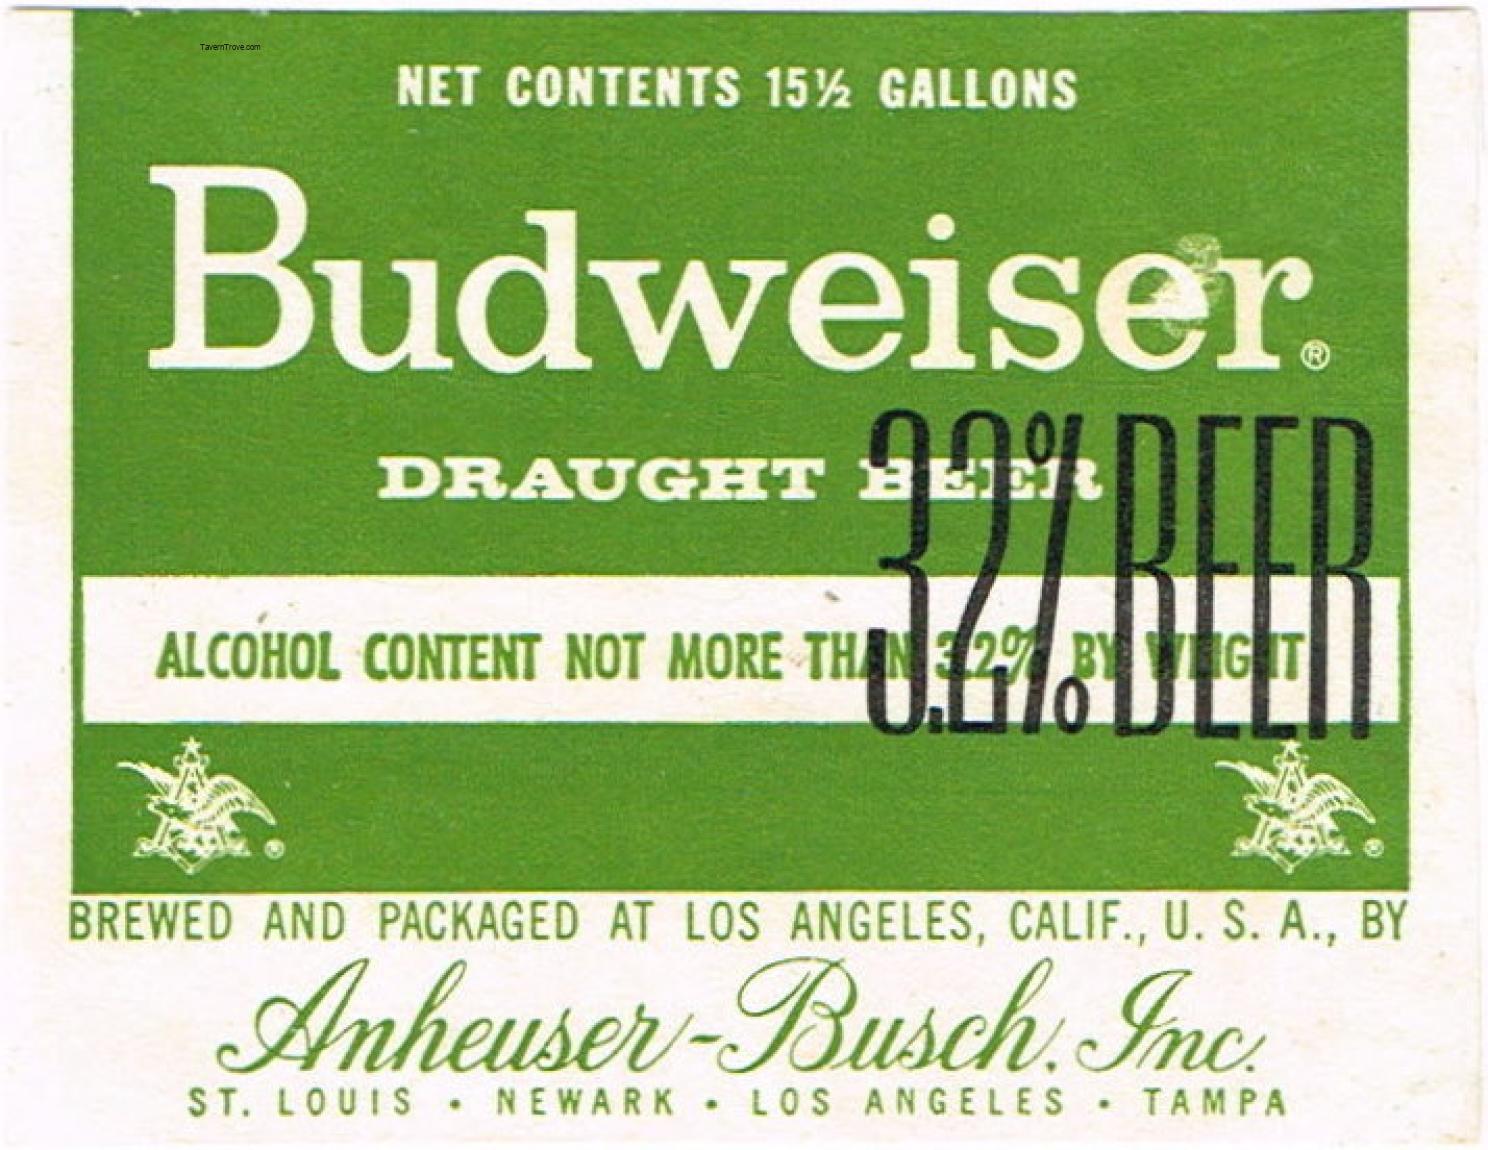 TavernTrove.com
NET CONTENTS 15½ GALLONS
Budweiser®
DRAUGHT BEER
3.2% BEER
ALCOHOL CONTENT NOT MORE THAN 3.2% BY WEIGHT
®
®
BREWED AND PACKAGED AT LOS ANGELES, CALIF., U. S. A., BY
Anheuser-Busch, Inc.
ST. LOUIS • NEWARK • LOS ANGELES • TAMPA